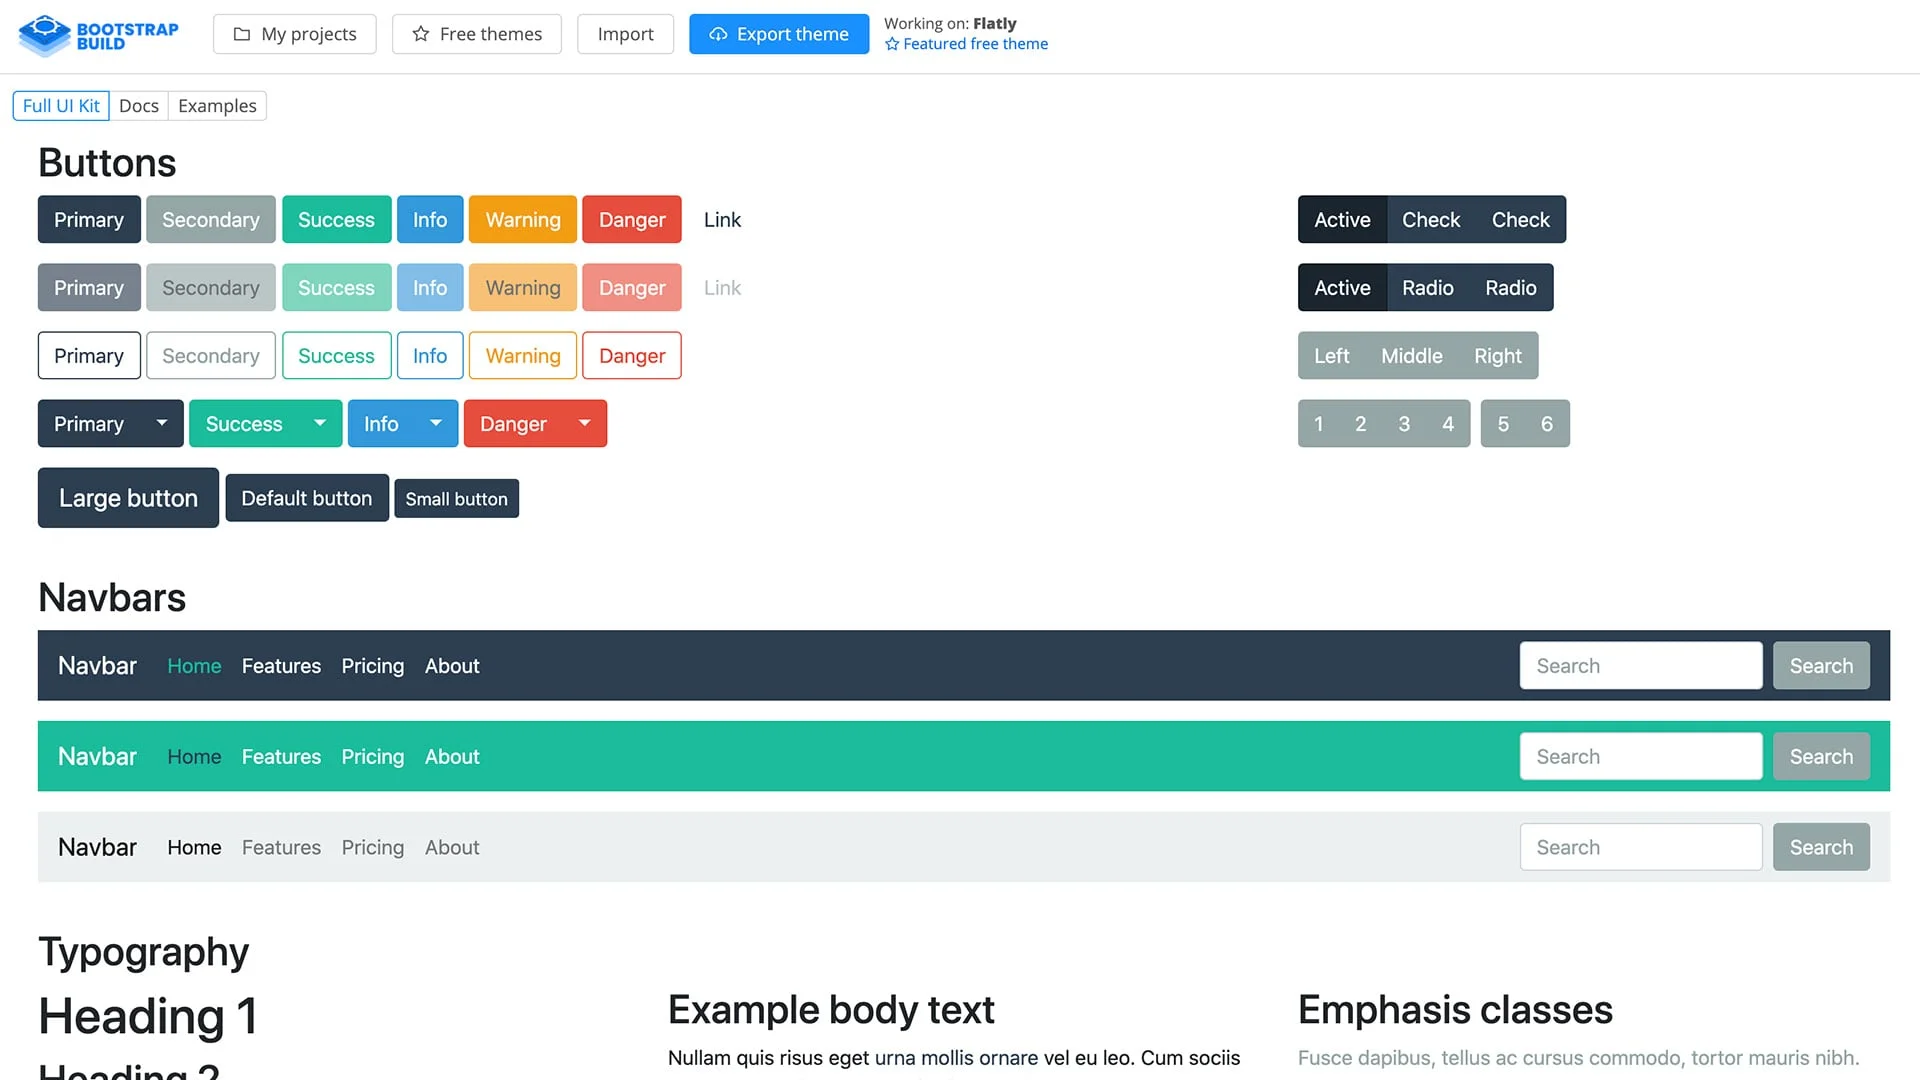 BOOTSTRAP
BUILD
My projects
Free themes
Import
Export theme
Working on: Flatly
Featured free theme
Full UI Kit
Docs
Examples
Buttons
Primary Secondary Success Info Warning Danger Link
Active Check Check
Primary Secondary Success Info Warning Danger Link
Active Radio Radio
Primary Secondary Success Info Warning Danger
Left Middle Right
Primary Success Info Danger
1 2 3 4 5 6
Large button Default button Small button
Navbars
Navbar Home Features Pricing About Search Search
Navbar Home Features Pricing About Search Search
Navbar Home Features Pricing About Search Search
Typography
Heading 1
Heading 2
Example body text
Nullam quis risus eget urna mollis ornare vel eu leo. Cum sociis
Emphasis classes
Fusce dapibus, tellus ac cursus commodo, tortor mauris nibh.